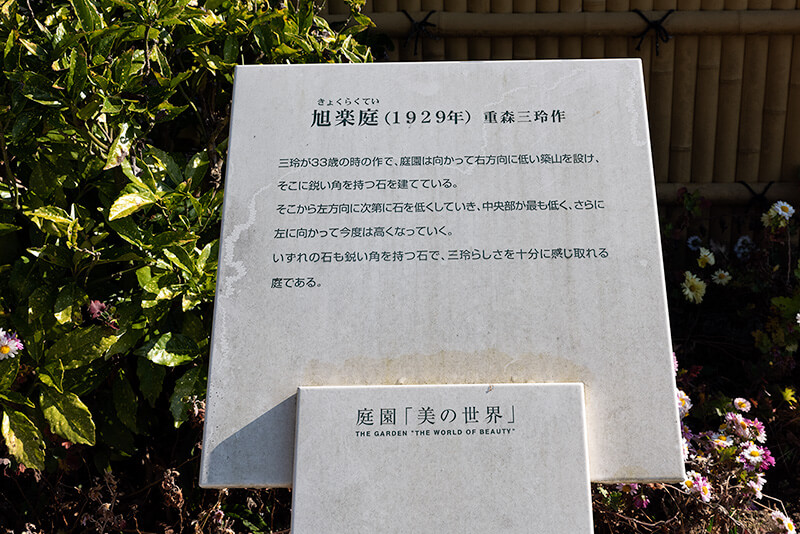 きょくらくてい
旭楽庭(1929年) 重森三玲作
三玲が33歳の時の作で、庭園は向かって右方向に低い築山を設け、
そこに鋭い角を持つ石を建てている。
そこから左方向に次第に石を低くしていき、中央部が最も低く、さらに
左に向かって今度は高くなっていく。
いずれの石も鋭い角を持つ石で、三玲らしさを十分に感じ取れる
庭である。
庭園「美の世界」
THE GARDEN "THE WORLD OF BEAUTY"